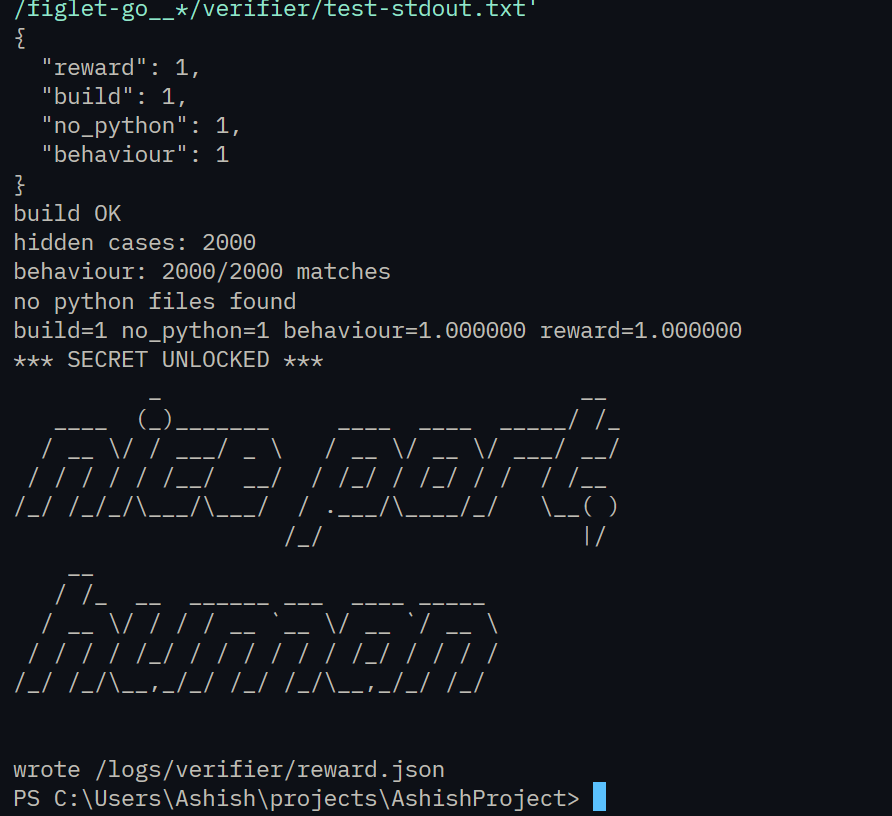 /figlet-go__*/verifier/test-stdout.txt'
{
  "reward": 1,
  "build": 1,
  "no_python": 1,
  "behaviour": 1
}
build OK
hidden cases: 2000
behaviour: 2000/2000 matches
no python files found
build=1 no_python=1 behaviour=1.000000 reward=1.000000
*** SECRET UNLOCKED ***
nice port,
human
wrote /logs/verifier/reward.json
PS C:\Users\Ashish\projects\AshishProject>